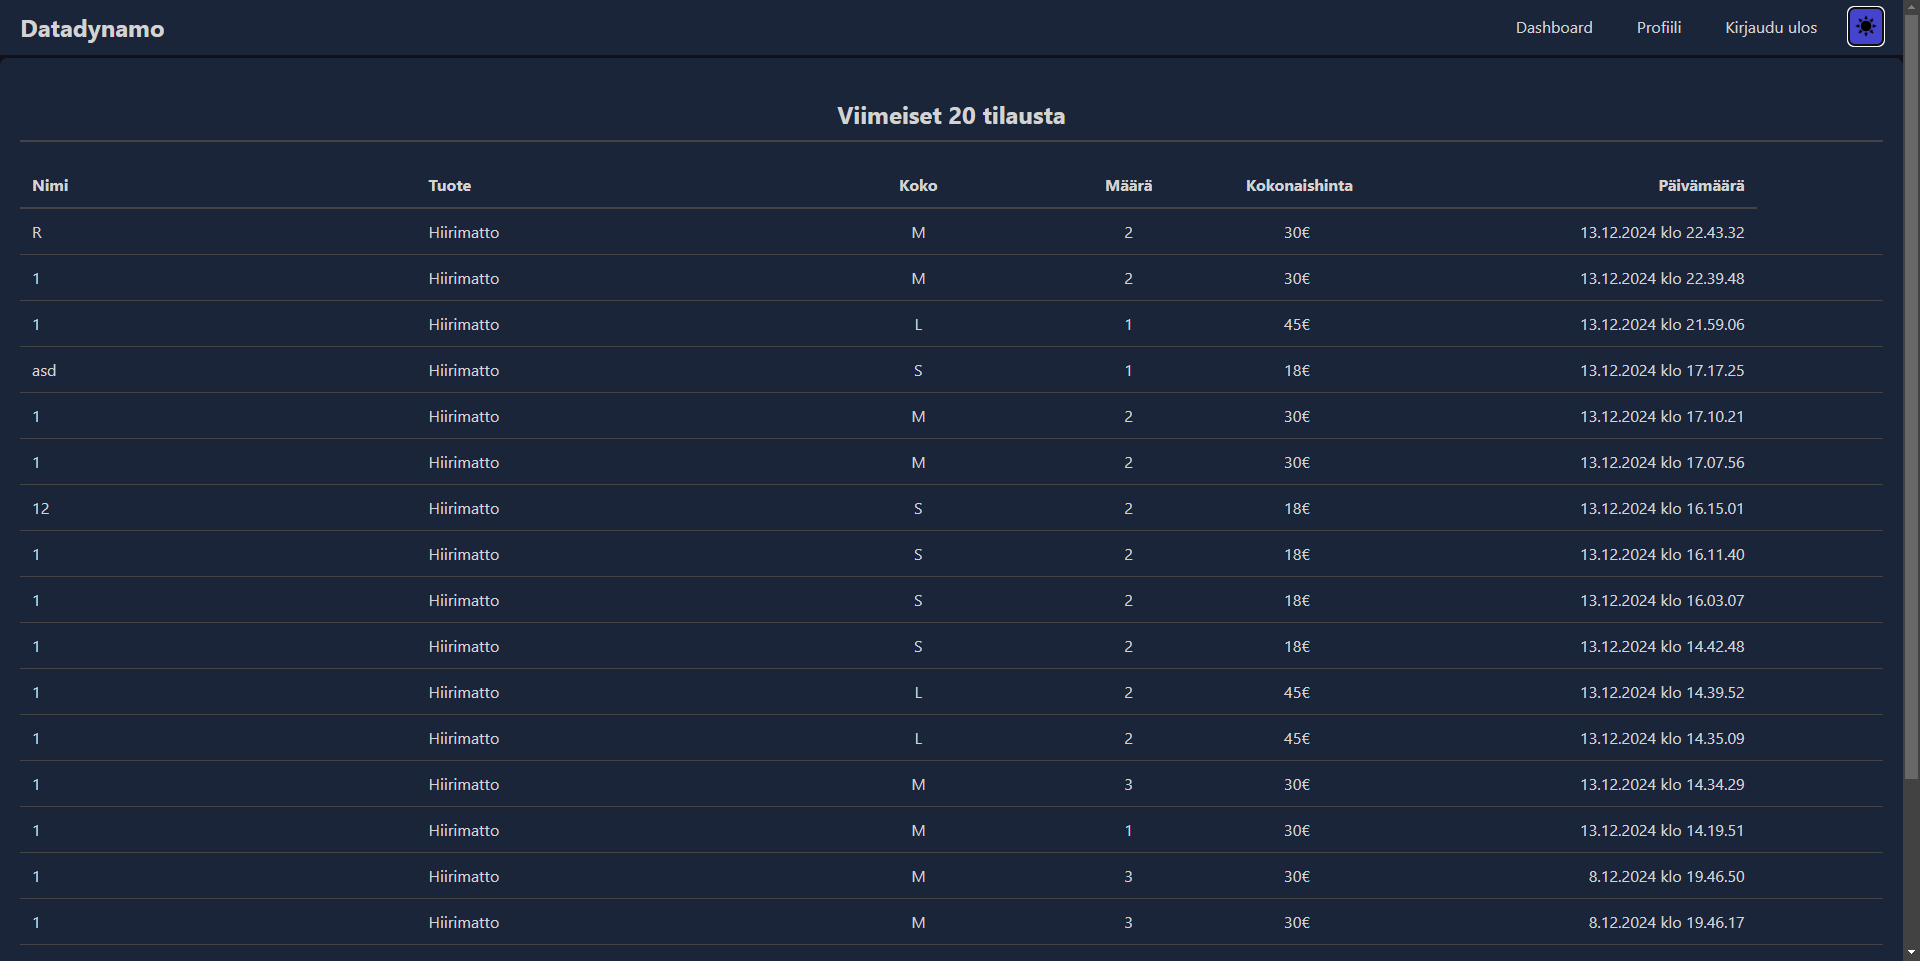 Datadynamo Dashboard Profiili Kirjaudu ulos
Viimeiset 20 tilausta
Nimi Tuote Koko Määrä Kokonaishinta Päivämäärä
R Hiirimatto M 2 30€ 13.12.2024 klo 22.43.32
1 Hiirimatto M 2 30€ 13.12.2024 klo 22.39.48
1 Hiirimatto L 1 45€ 13.12.2024 klo 21.59.06
asd Hiirimatto S 1 18€ 13.12.2024 klo 17.17.25
1 Hiirimatto M 2 30€ 13.12.2024 klo 17.10.21
1 Hiirimatto M 2 30€ 13.12.2024 klo 17.07.56
12 Hiirimatto S 2 18€ 13.12.2024 klo 16.15.01
1 Hiirimatto S 2 18€ 13.12.2024 klo 16.11.40
1 Hiirimatto S 2 18€ 13.12.2024 klo 16.03.07
1 Hiirimatto S 2 18€ 13.12.2024 klo 14.42.48
1 Hiirimatto L 2 45€ 13.12.2024 klo 14.39.52
1 Hiirimatto L 2 45€ 13.12.2024 klo 14.35.09
1 Hiirimatto M 3 30€ 13.12.2024 klo 14.34.29
1 Hiirimatto M 1 30€ 13.12.2024 klo 14.19.51
1 Hiirimatto M 3 30€ 8.12.2024 klo 19.46.50
1 Hiirimatto M 3 30€ 8.12.2024 klo 19.46.17